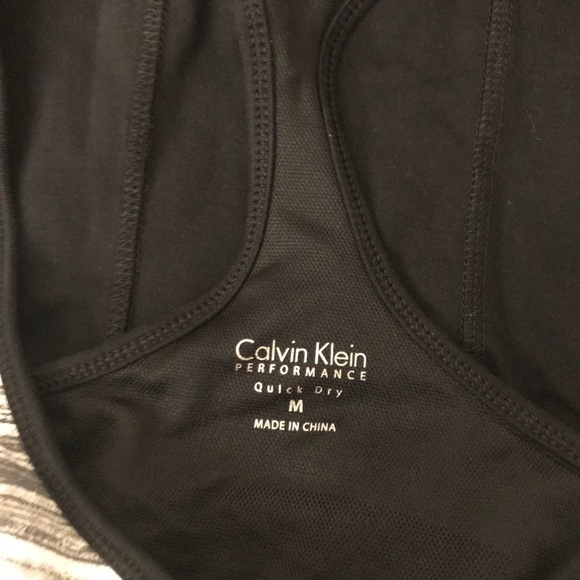 Calvin Klein
PERFORMANCE
Quick Dry
M
MADE IN CHINA